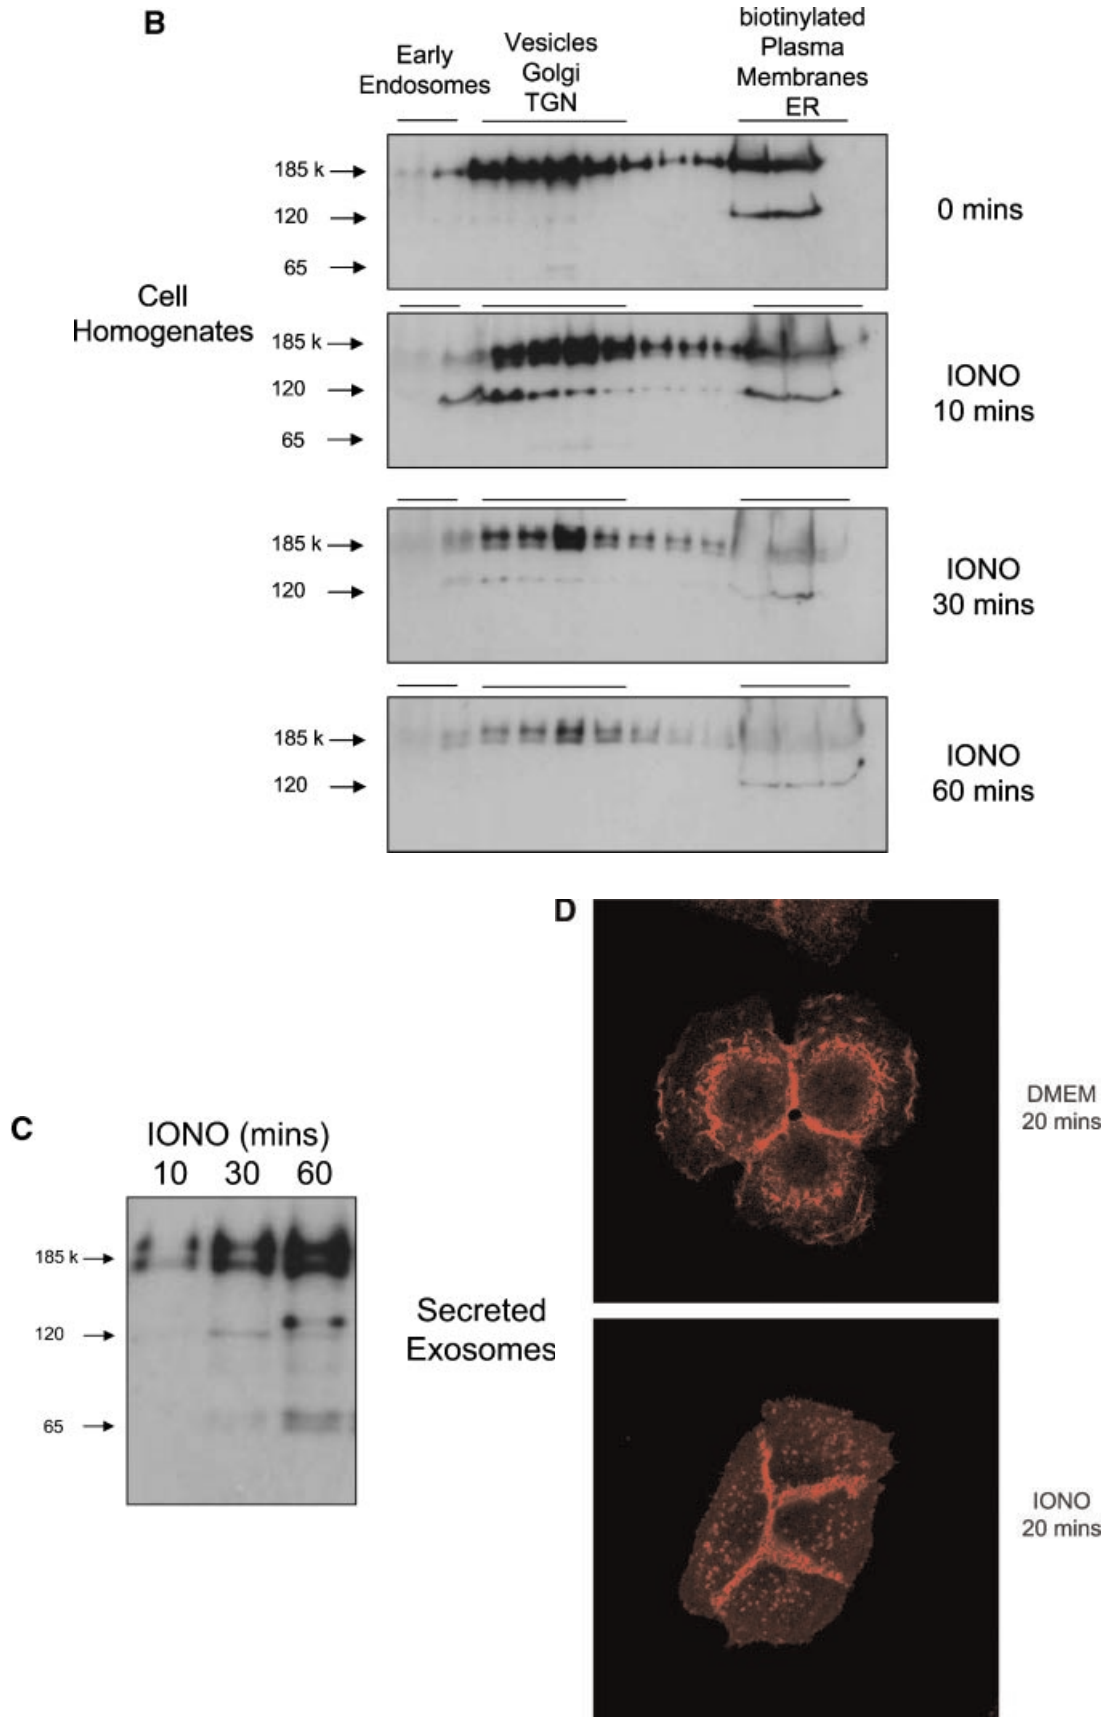 B
Early
Endosomes
Vesicles
Golgi
TGN
biotinylated
Plasma
Membranes
ER
Cell
Homogenates
185 k
120
65
0 mins
185 k
120
65
IONO
10 mins
185 k
120
IONO
30 mins
185 k
120
IONO
60 mins
C
IONO (mins)
10 30 60
185 k
120
65
Secreted
Exosomes
D
DMEM
20 mins
IONO
20 mins